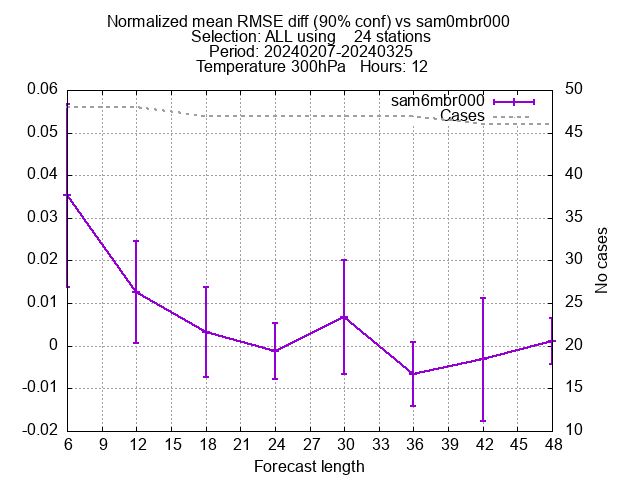 Normalized mean RMSE diff (90% conf) vs sam0mbr000
Selection: ALL using    24 stations
Period: 20240207-20240325
Temperature 300hPa   Hours: 12
sam6mbr000
Cases
0.06
0.05
0.04
0.03
0.02
0.01
0
-0.01
-0.02
50
45
40
35
30
25
20
15
10
No cases
6 9 12 15 18 21 24 27 30 33 36 39 42 45 48
Forecast length